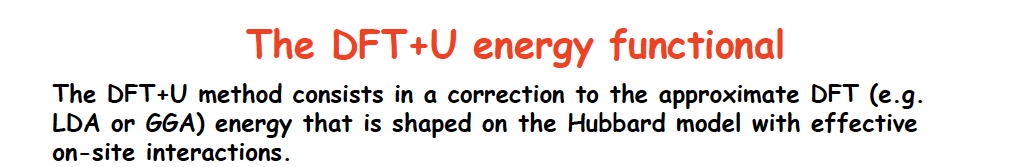 The DFT+U energy functional
The DFT+U method consists in a correction to the approximate DFT (e.g.
LDA or GGA) energy that is shaped on the Hubbard model with effective
on-site interactions.